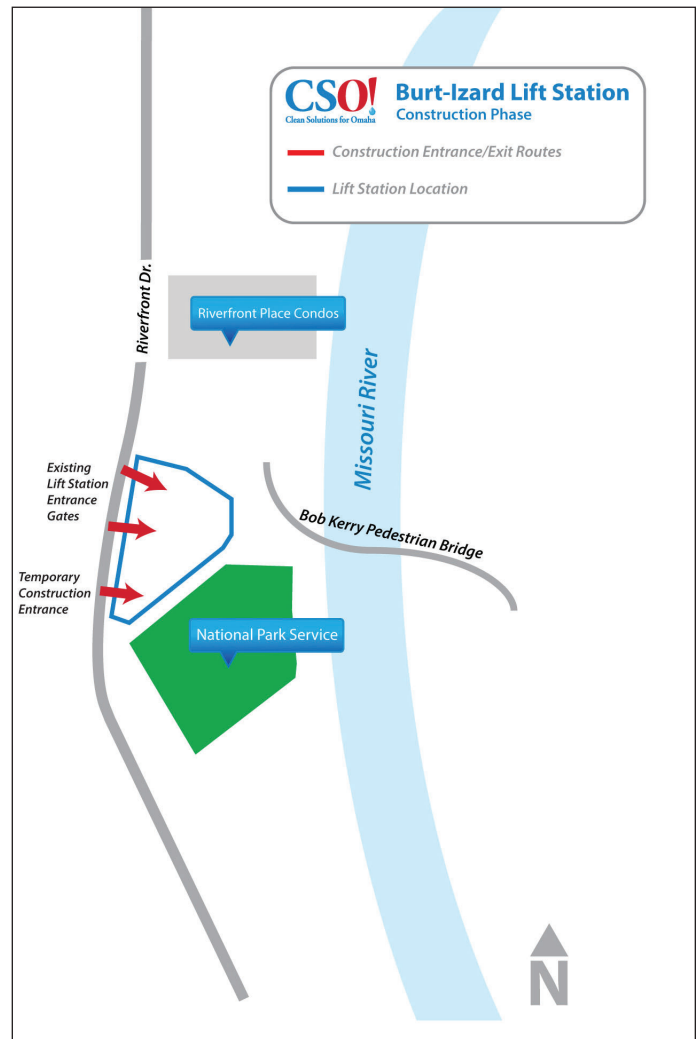 CSO!
Clean Solutions for Omaha
Burt-Izard Lift Station
Construction Phase
Construction Entrance/Exit Routes
Lift Station Location
Riverfront Dr.
Riverfront Place Condos
Missouri River
Existing
Lift Station
Entrance
Gates
Bob Kerry Pedestrian Bridge
Temporary
Construction
Entrance
National Park Service
N